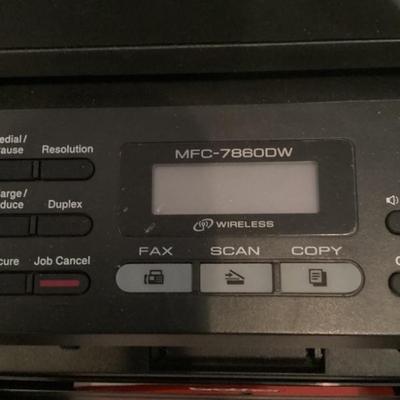 MFC-7860DW
edial/
ause
Resolution
arge/
duce
Duplex
WIRELESS
FAX SCAN COPY
cure
Job Cancel